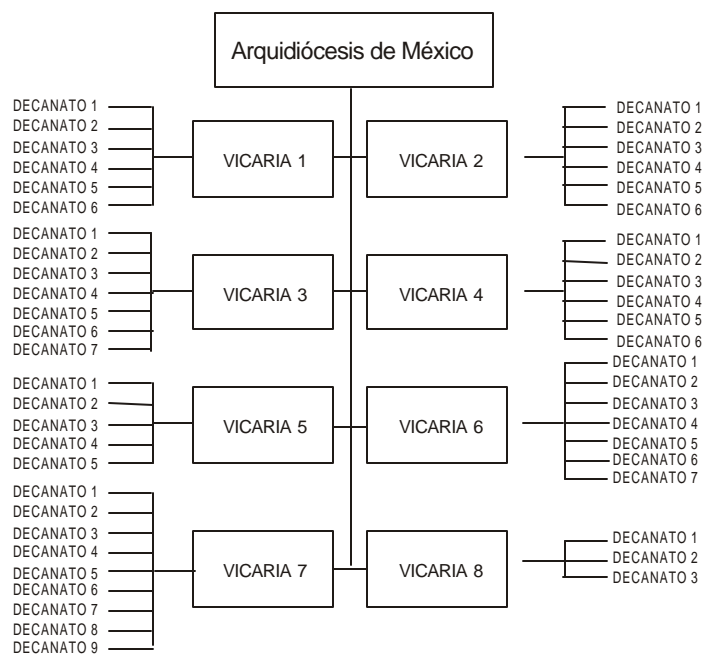 Arquidiócesis de México
DECANATO 1
DECANATO 2
DECANATO 3
DECANATO 4
DECANATO 5
DECANATO 6
VICARIA 1
VICARIA 2
DECANATO 1
DECANATO 2
DECANATO 3
DECANATO 4
DECANATO 5
DECANATO 6
DECANATO 1
DECANATO 2
DECANATO 3
DECANATO 4
DECANATO 5
DECANATO 6
DECANATO 7
VICARIA 3
VICARIA 4
DECANATO 1
DECANATO 2
DECANATO 3
DECANATO 4
DECANATO 5
DECANATO 6
DECANATO 1
DECANATO 2
DECANATO 3
DECANATO 4
DECANATO 5
VICARIA 5
VICARIA 6
DECANATO 1
DECANATO 2
DECANATO 3
DECANATO 4
DECANATO 5
DECANATO 6
DECANATO 7
DECANATO 1
DECANATO 2
DECANATO 3
DECANATO 4
DECANATO 5
DECANATO 6
DECANATO 7
DECANATO 8
DECANATO 9
VICARIA 7
VICARIA 8
DECANATO 1
DECANATO 2
DECANATO 3